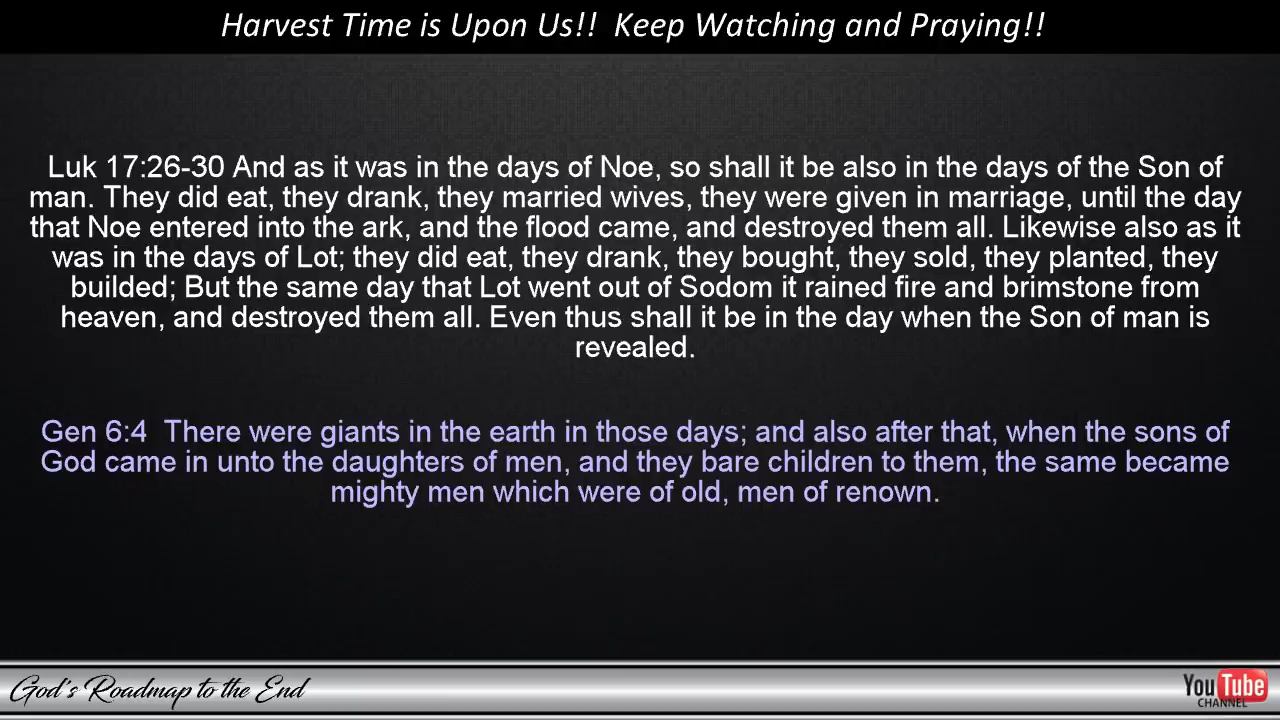 Harvest Time is Upon Us!!  Keep Watching and Praying!!
Luk 17:26-30 And as it was in the days of Noe, so shall it be also in the days of the Son of
man. They did eat, they drank, they married wives, they were given in marriage, until the day
that Noe entered into the ark, and the flood came, and destroyed them all. Likewise also as it
was in the days of Lot; they did eat, they drank, they bought, they sold, they planted, they
builded; But the same day that Lot went out of Sodom it rained fire and brimstone from
heaven, and destroyed them all. Even thus shall it be in the day when the Son of man is
revealed.
Gen 6:4  There were giants in the earth in those days; and also after that, when the sons of
God came in unto the daughters of men, and they bare children to them, the same became
mighty men which were of old, men of renown.
God's Roadmap to the End
YouTube
CHANNEL